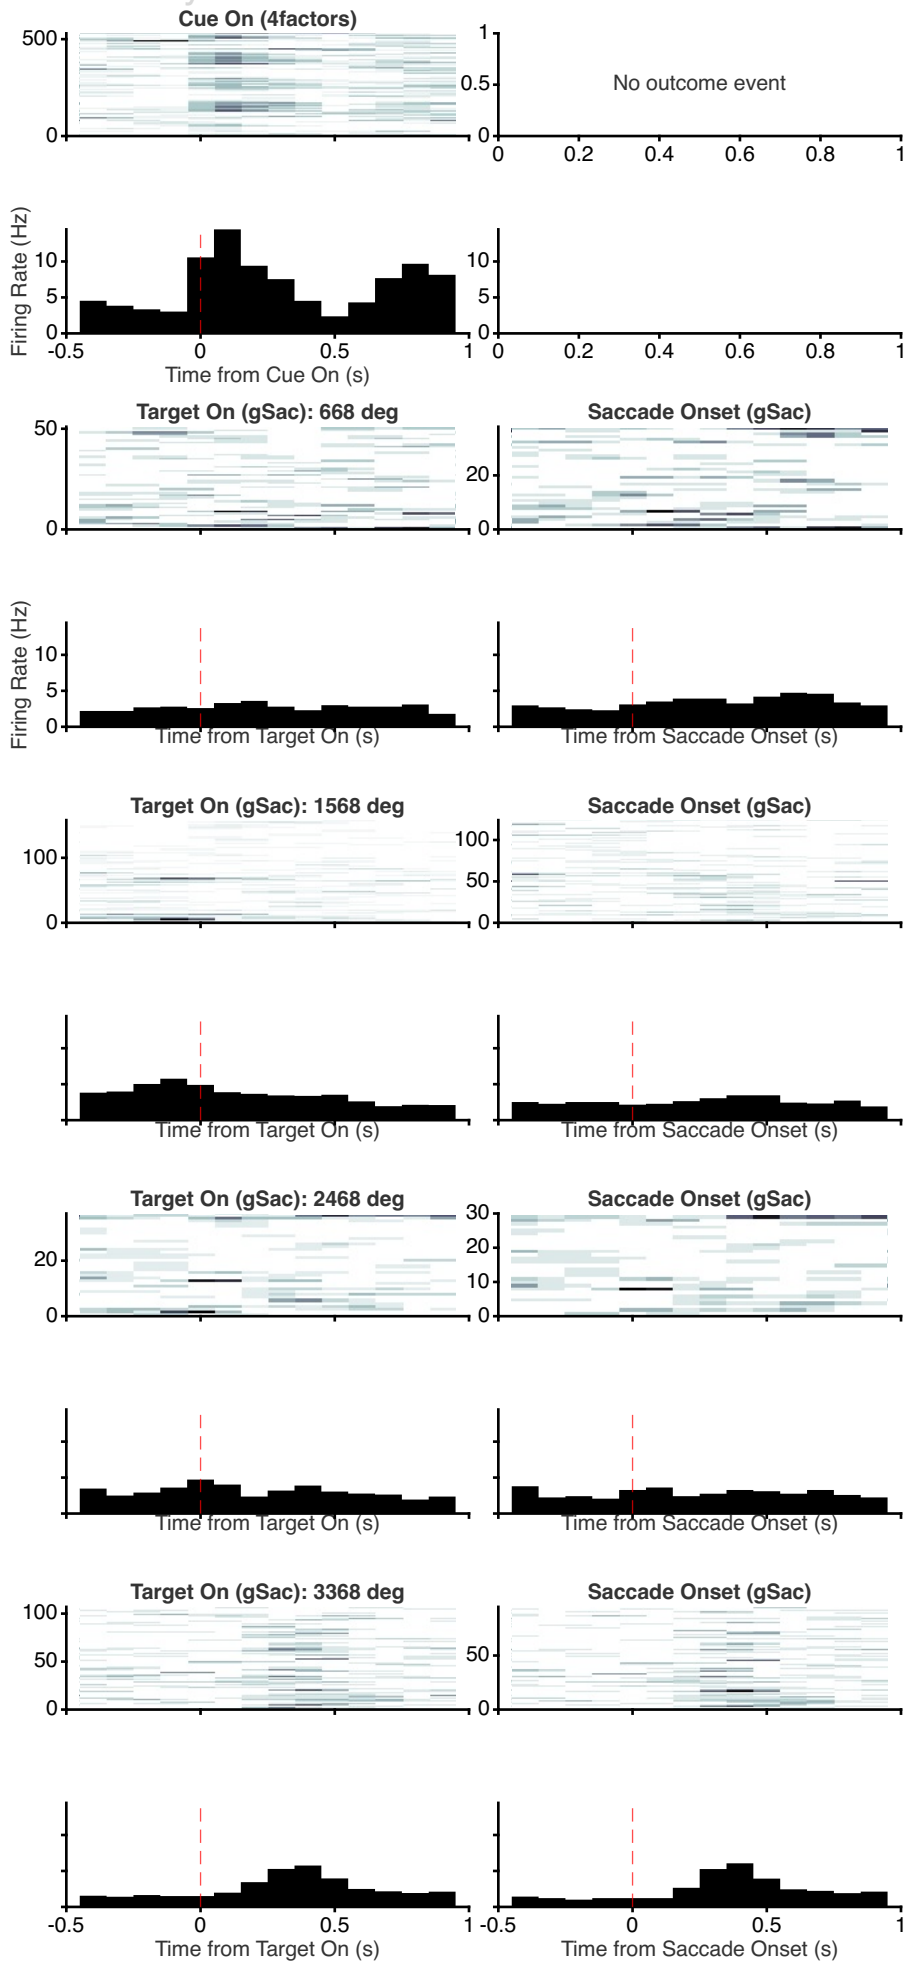 Cue On (4factors)
500
0
1
0.5
0
No outcome event
0 0.2 0.4 0.6 0.8 1
Firing Rate (Hz)
10
5
0
-0.5 0 0.5 1
Time from Cue On (s)
10
5
0
0 0.2 0.4 0.6 0.8 1
Target On (gSac): 668 deg
50
0
Saccade Onset (gSac)
20
0
Firing Rate (Hz)
10
5
0
Time from Target On (s)
Time from Saccade Onset (s)
Target On (gSac): 1568 deg
100
0
Saccade Onset (gSac)
100
50
0
Time from Target On (s)
Time from Saccade Onset (s)
Target On (gSac): 2468 deg
20
0
Saccade Onset (gSac)
30
20
10
0
Time from Target On (s)
Time from Saccade Onset (s)
Target On (gSac): 3368 deg
100
50
0
Saccade Onset (gSac)
50
0
-0.5 0 0.5 1
Time from Target On (s)
-0.5 0 0.5 1
Time from Saccade Onset (s)